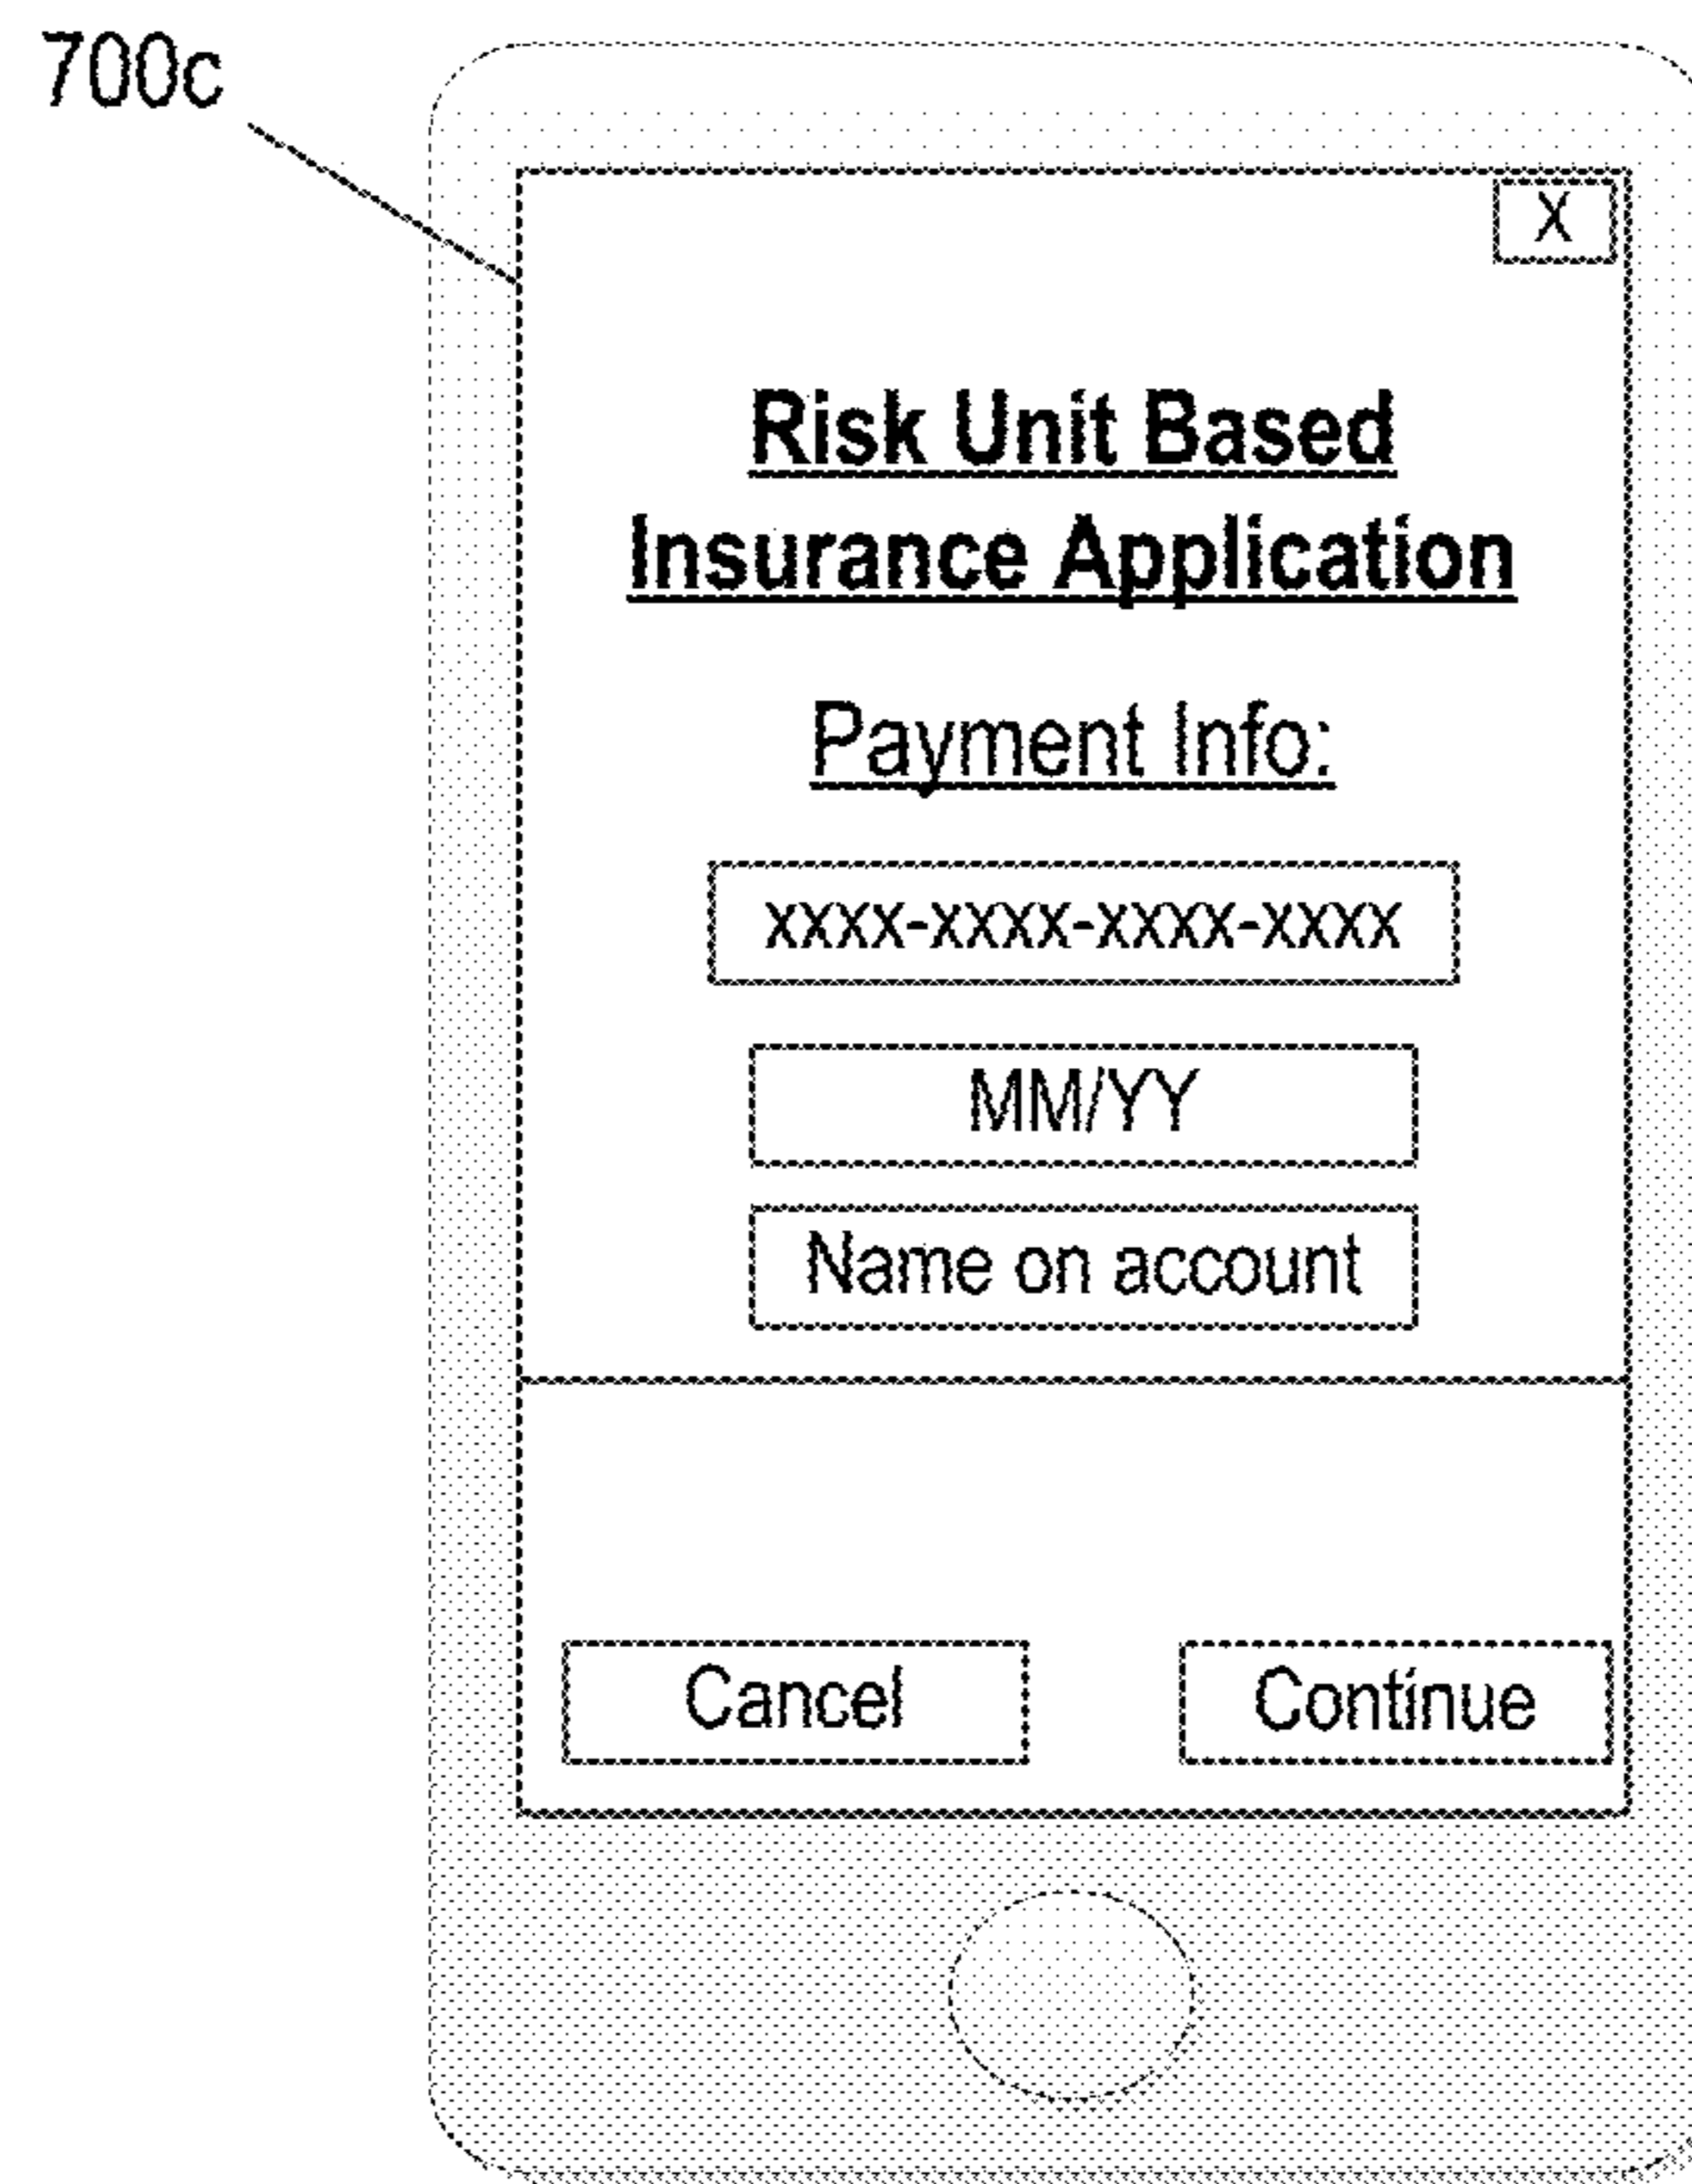 700c
X
Risk Unit Based
Insurance Application
Payment Info:
xxxx-xxxx-xxxx-xxxx
MM/YY
Name on account
Cancel
Continue